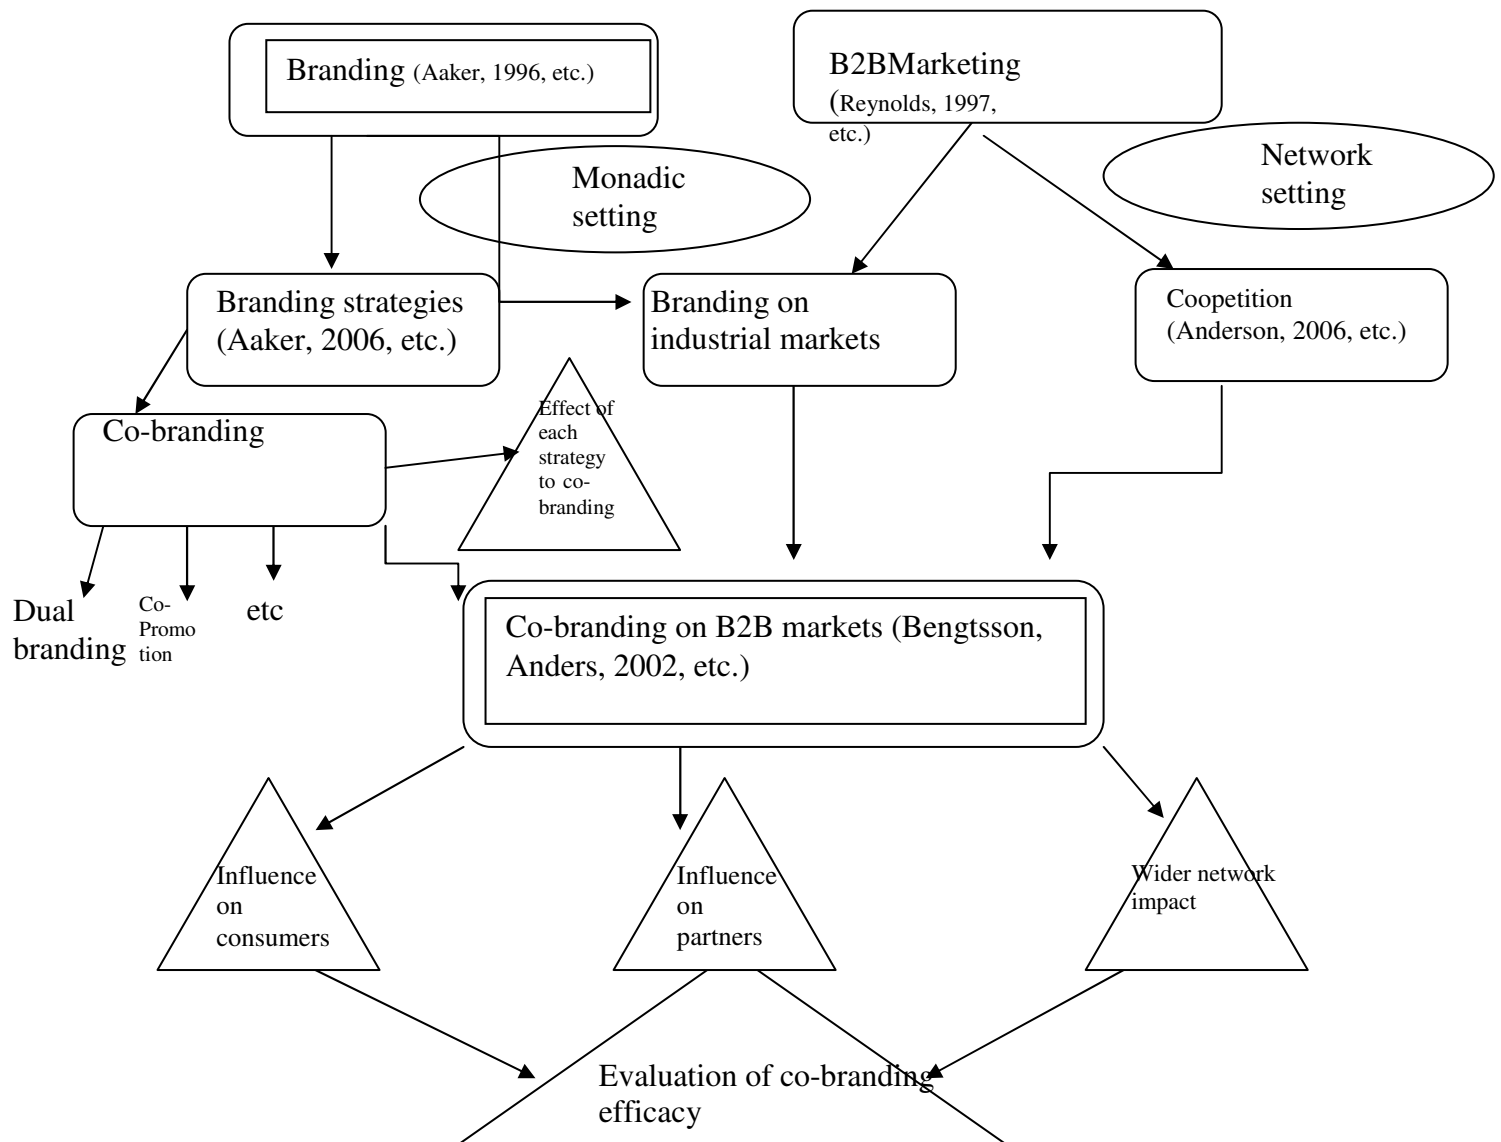 Branding (Aaker, 1996, etc.)
B2BMarketing
(Reynolds, 1997,
etc.)
Monadic
setting
Network
setting
Branding strategies
(Aaker, 2006, etc.)
Branding on
industrial markets
Coopetition
(Anderson, 2006, etc.)
Co-branding
Effect of
each
strategy
to co-
branding
Dual
branding
Co-
Promo
tion
etc
Co-branding on B2B markets (Bengtsson,
Anders, 2002, etc.)
Influence
on
consumers
Influence
on
partners
Wider network
impact
Evaluation of co-branding
efficacy